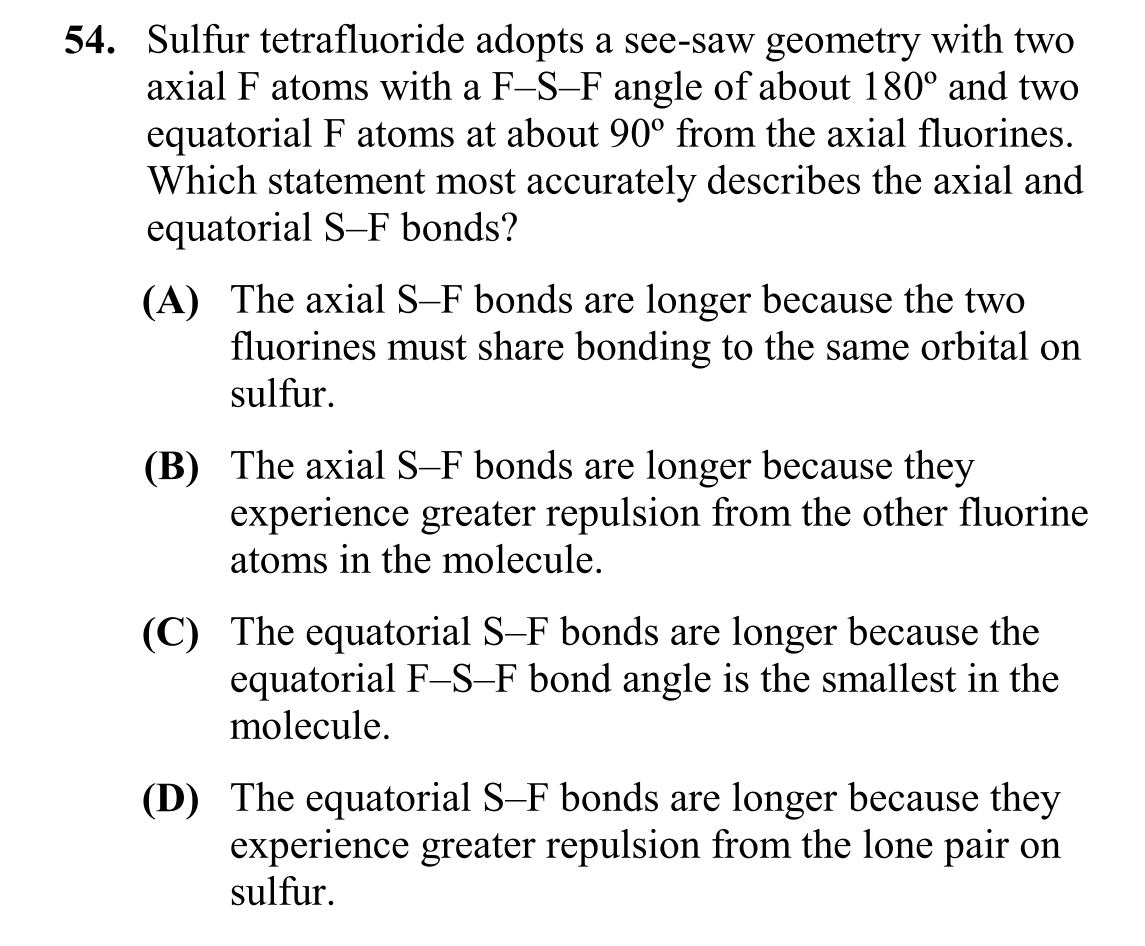 54. Sulfur tetrafluoride adopts a see-saw geometry with two
axial F atoms with a F–S–F angle of about 180º and two
equatorial F atoms at about 90º from the axial fluorines.
Which statement most accurately describes the axial and
equatorial S–F bonds?
(A) The axial S–F bonds are longer because the two
fluorines must share bonding to the same orbital on
sulfur.
(B) The axial S–F bonds are longer because they
experience greater repulsion from the other fluorine
atoms in the molecule.
(C) The equatorial S–F bonds are longer because the
equatorial F–S–F bond angle is the smallest in the
molecule.
(D) The equatorial S–F bonds are longer because they
experience greater repulsion from the lone pair on
sulfur.